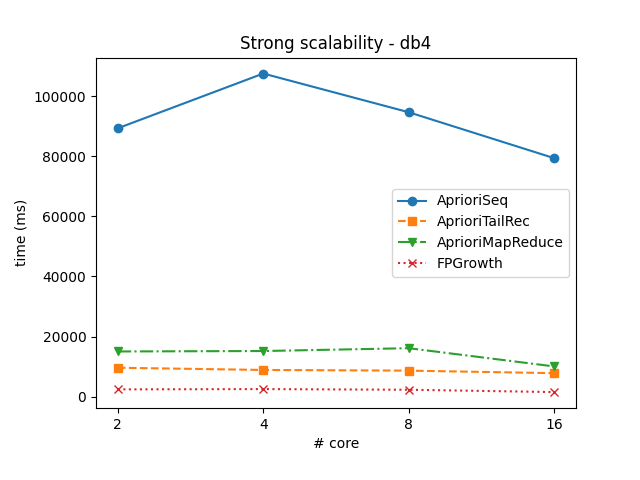 Strong scalability - db4
time (ms)
100000
80000
60000
40000
20000
0
AprioriSeq
AprioriTailRec
AprioriMapReduce
FPGrowth
2 4 8 16
# core